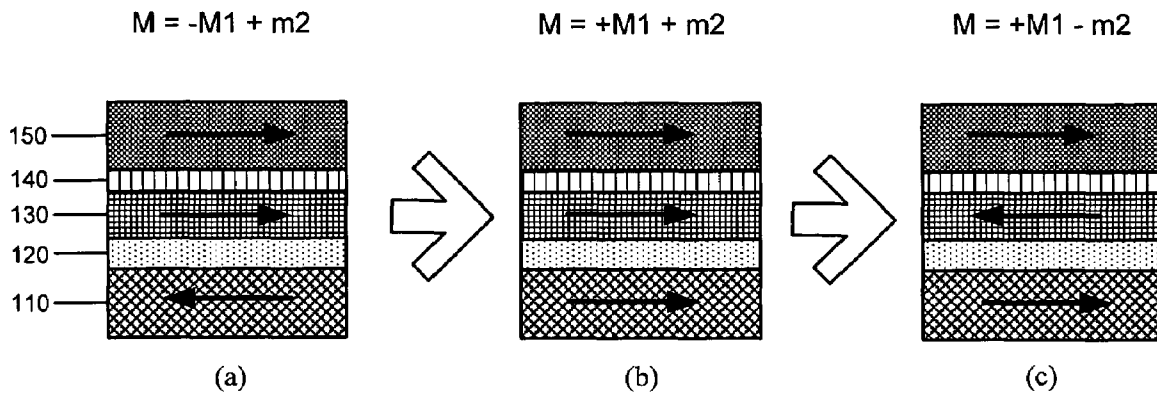 M = -M1 + m2
M = +M1 + m2
M = +M1 - m2
150
140
130
120
110
(a)
(b)
(c)